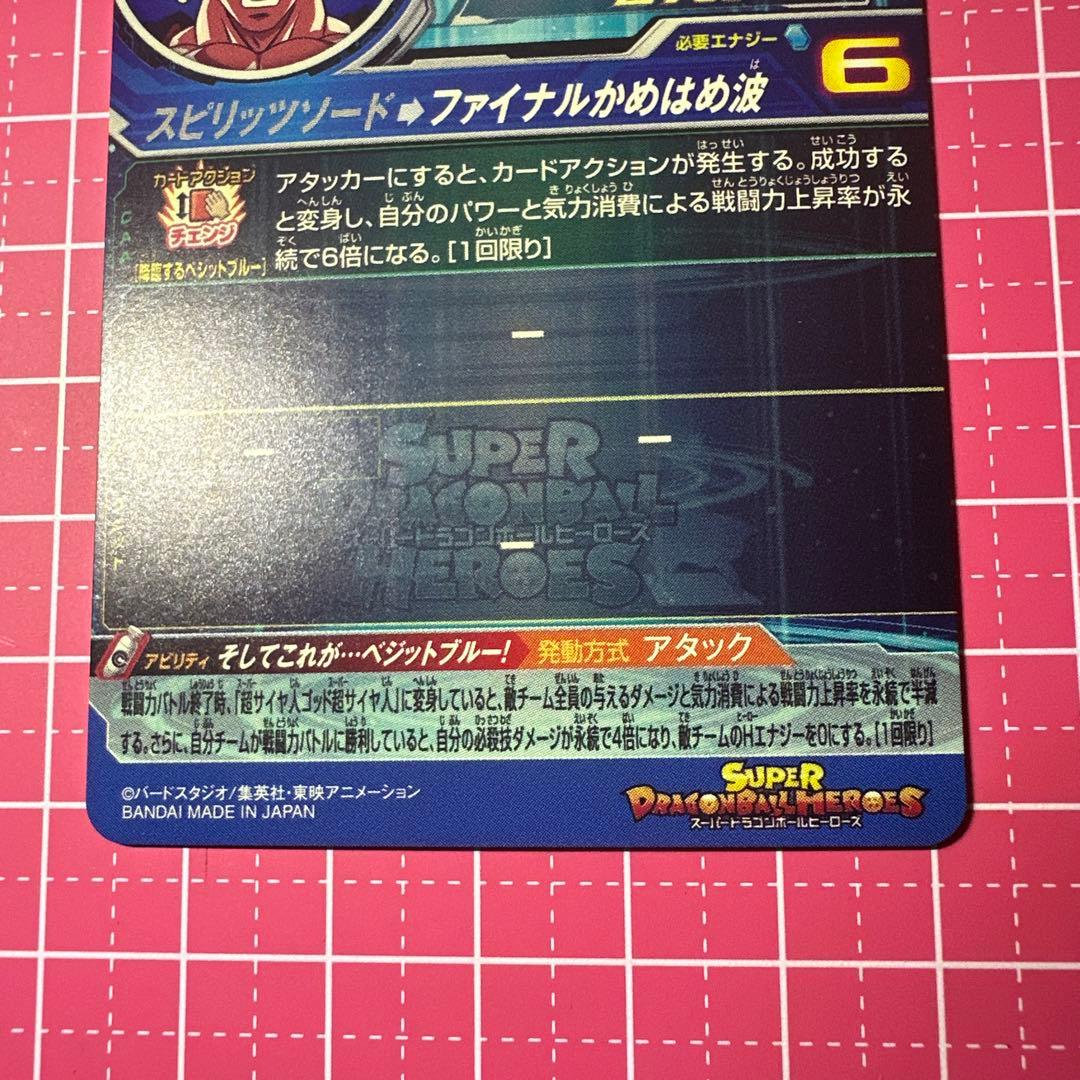 必要エナジー 6
スピリッツソード➡ファイナルかめはめ波
カードアクション
チェンジ
[降臨するベジットブルー]
アタッカーにすると、カードアクションが発生する。成功する
と変身し、自分のパワーと気力消費による戦闘力上昇率が永
続で6倍になる。[1回限り]
SUPER
DRAGONBALL
スーパードラゴンボールヒーローズ
HEROES
アビリティ そしてこれが…ベジットブルー! 発動方式 アタック
戦闘力バトル終了時、「超サイヤ人ゴッド超サイヤ人」に変身していると、敵チーム全員の与えるダメージと気力消費による戦闘力上昇率を永続で半減
する。さらに、自分チームが戦闘力バトルに勝利していると、自分の必殺技ダメージが永続で4倍になり、敵チームのHエナジーを0にする。[1回限り]
©バードスタジオ/集英社・東映アニメーション
BANDAI MADE IN JAPAN
SUPER
DRAGONBALL HEROES
スーパードラゴンボールヒーローズ